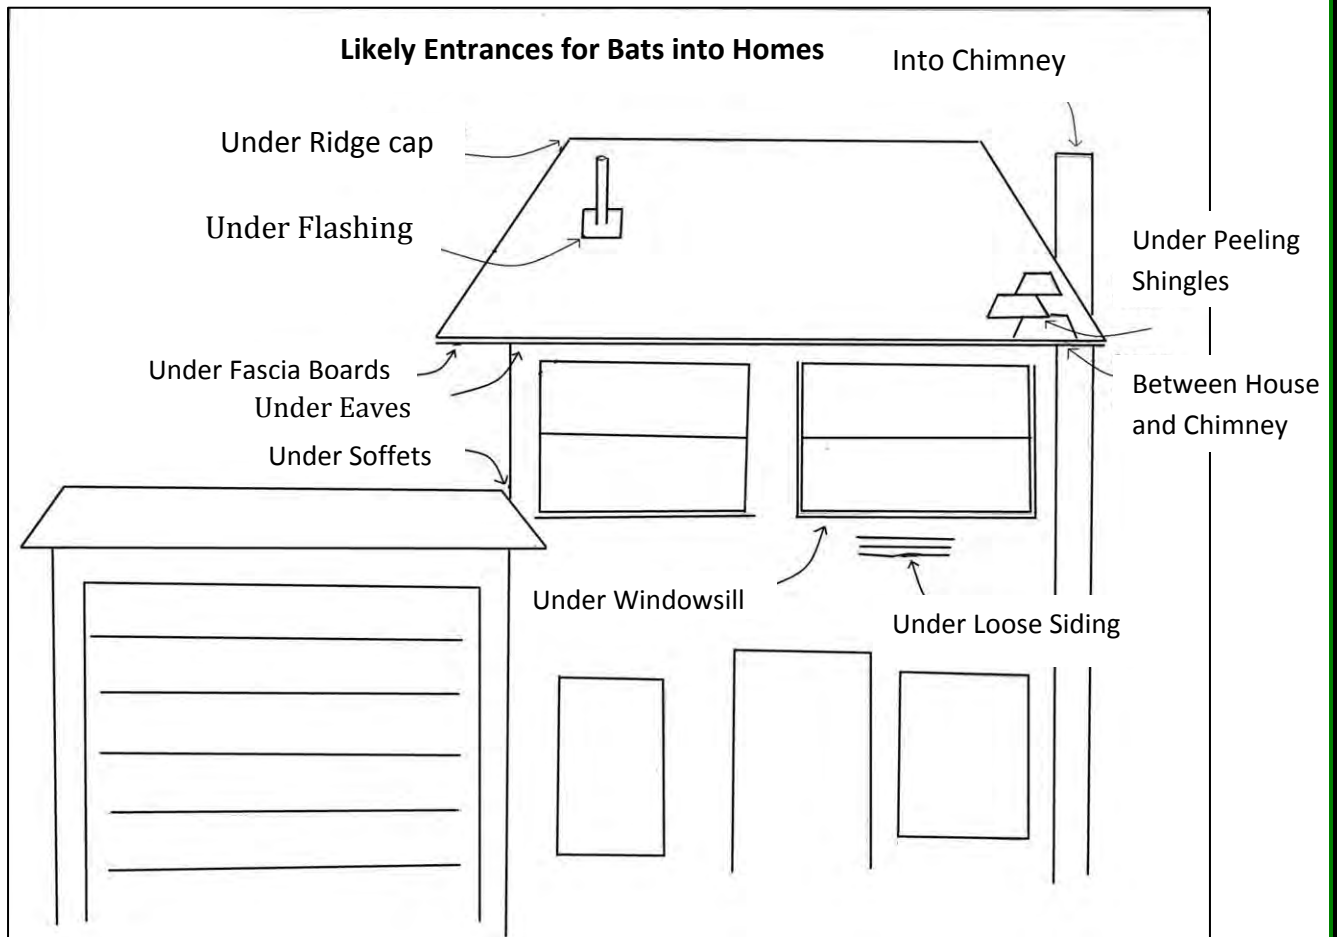 Likely Entrances for Bats into Homes
Into Chimney
Under Ridge cap
Under Flashing
Under Peeling
Shingles
Under Fascia Boards
Under Eaves
Between House
and Chimney
Under Soffets
Under Windowsill
Under Loose Siding